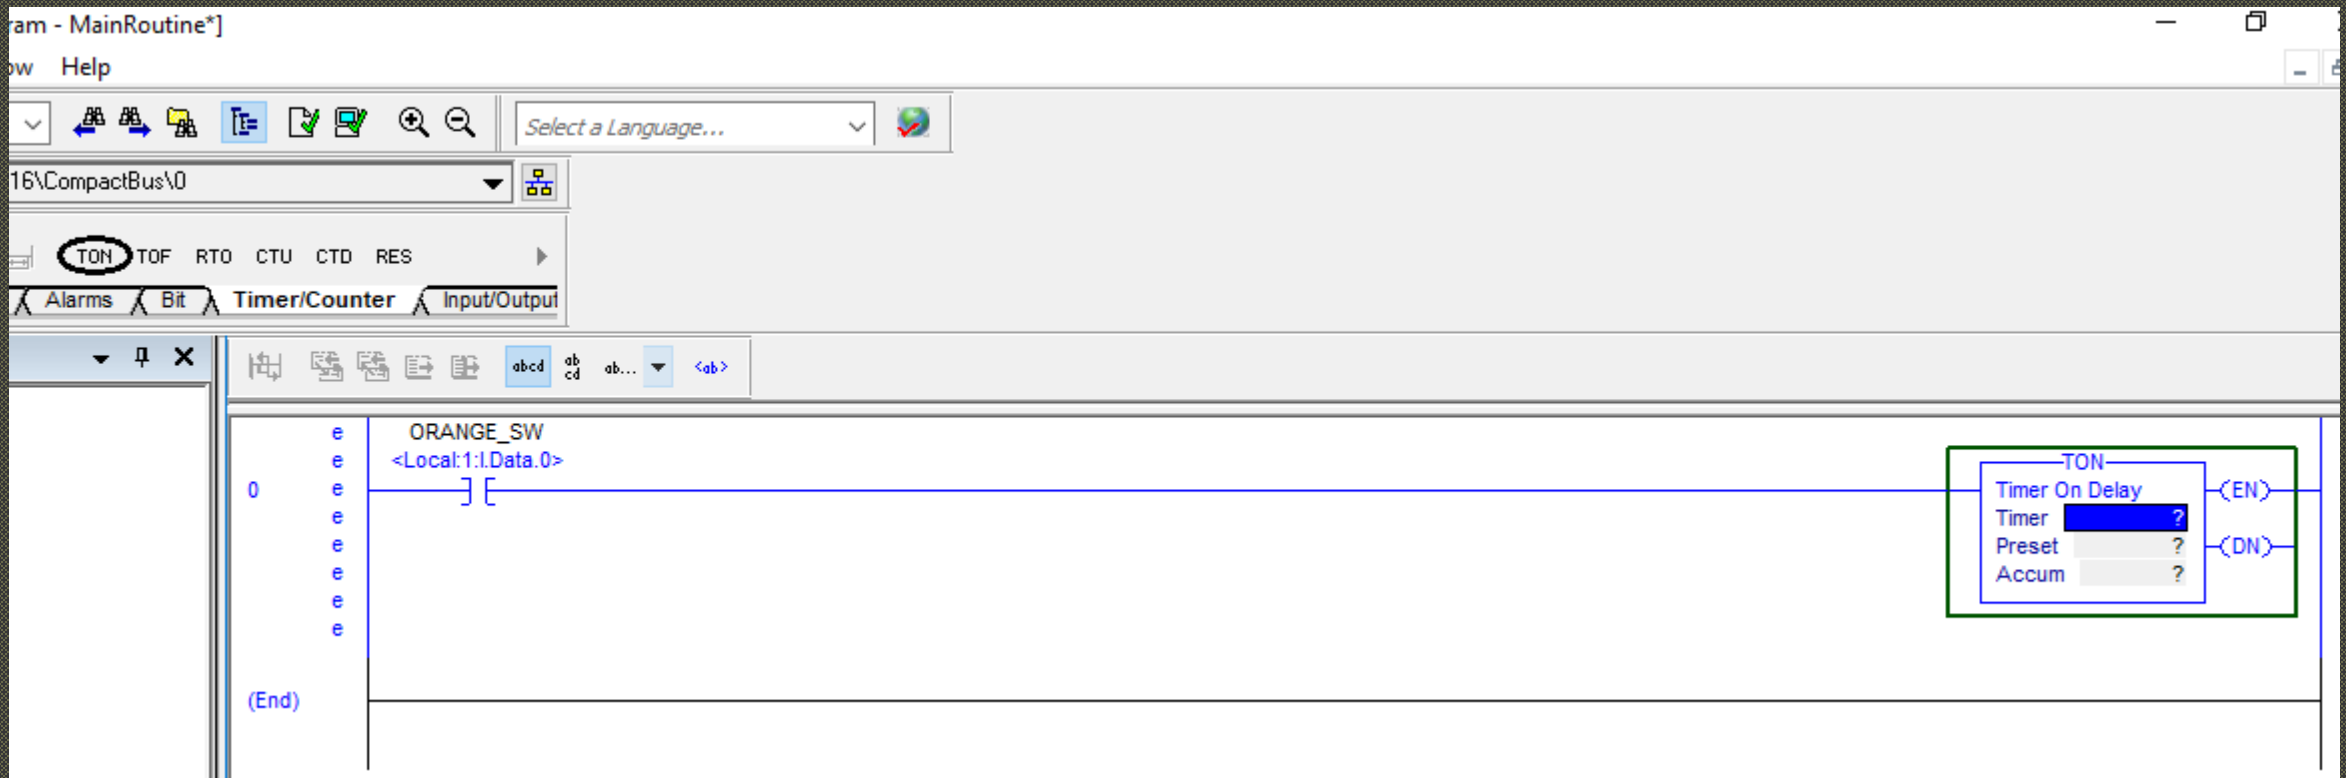 ram - MainRoutine*]
ow Help
Select a Language...
16\CompactBus\0
TON TOF RTO CTU CTD RES
Alarms Bit Timer/Counter Input/Output
abcd ab cd ab... <ab>
e ORANGE_SW
e <Local:1:I.Data.0>
TON
0 e Timer On Delay (EN)
e Timer ?
e Preset ? (DN)
e Accum ?
e
e
(End)